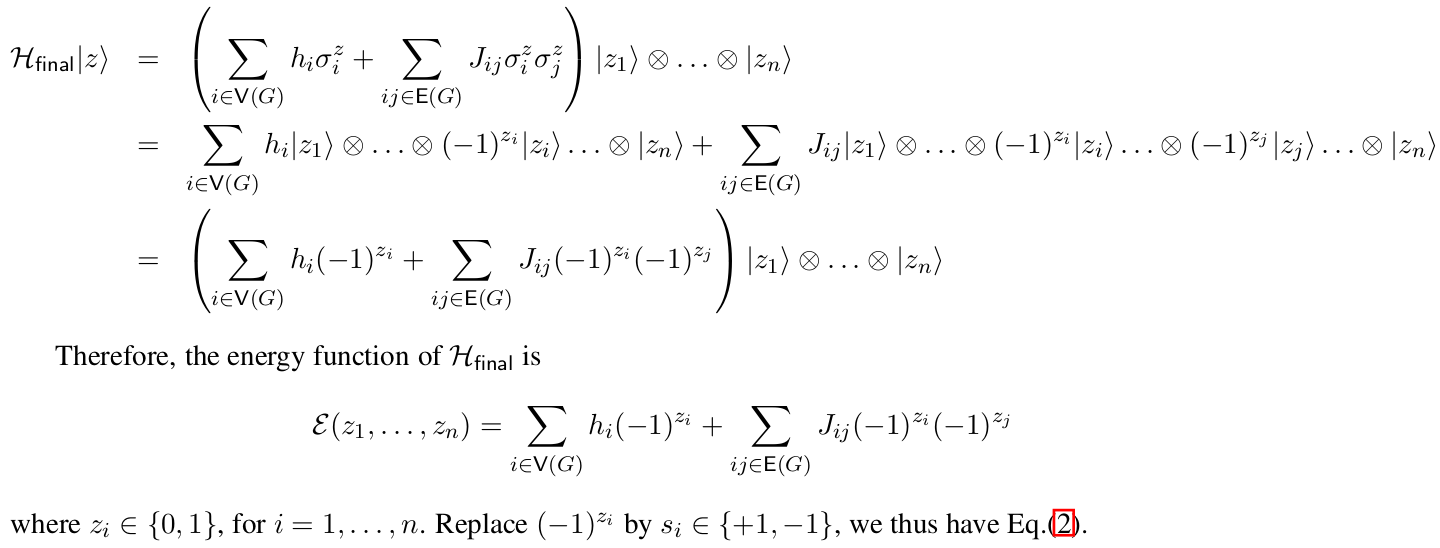 $\mathcal{H}_{\mathsf{final}}|z\rangle = \left(\sum_{i\in\mathsf{V}(G)} h_i\sigma_i^z + \sum_{ij\in\mathsf{E}(G)} J_{ij}\sigma_i^z\sigma_j^z\right)|z_1\rangle\otimes\ldots\otimes|z_n\rangle$
$= \sum_{i\in\mathsf{V}(G)} h_i|z_1\rangle\otimes\ldots\otimes(-1)^{z_i}|z_i\rangle\ldots\otimes|z_n\rangle + \sum_{ij\in\mathsf{E}(G)} J_{ij}|z_1\rangle\otimes\ldots\otimes(-1)^{z_i}|z_i\rangle\ldots\otimes(-1)^{z_j}|z_j\rangle\ldots\otimes|z_n\rangle$
$= \left(\sum_{i\in\mathsf{V}(G)} h_i(-1)^{z_i} + \sum_{ij\in\mathsf{E}(G)} J_{ij}(-1)^{z_i}(-1)^{z_j}\right)|z_1\rangle\otimes\ldots\otimes|z_n\rangle$
Therefore, the energy function of $\mathcal{H}_{\mathsf{final}}$ is
$\mathcal{E}(z_1,\ldots,z_n) = \sum_{i\in\mathsf{V}(G)} h_i(-1)^{z_i} + \sum_{ij\in\mathsf{E}(G)} J_{ij}(-1)^{z_i}(-1)^{z_j}$
where $z_i \in \{0,1\}$, for $i = 1,\ldots,n$. Replace $(-1)^{z_i}$ by $s_i \in \{+1,-1\}$, we thus have Eq.(2).